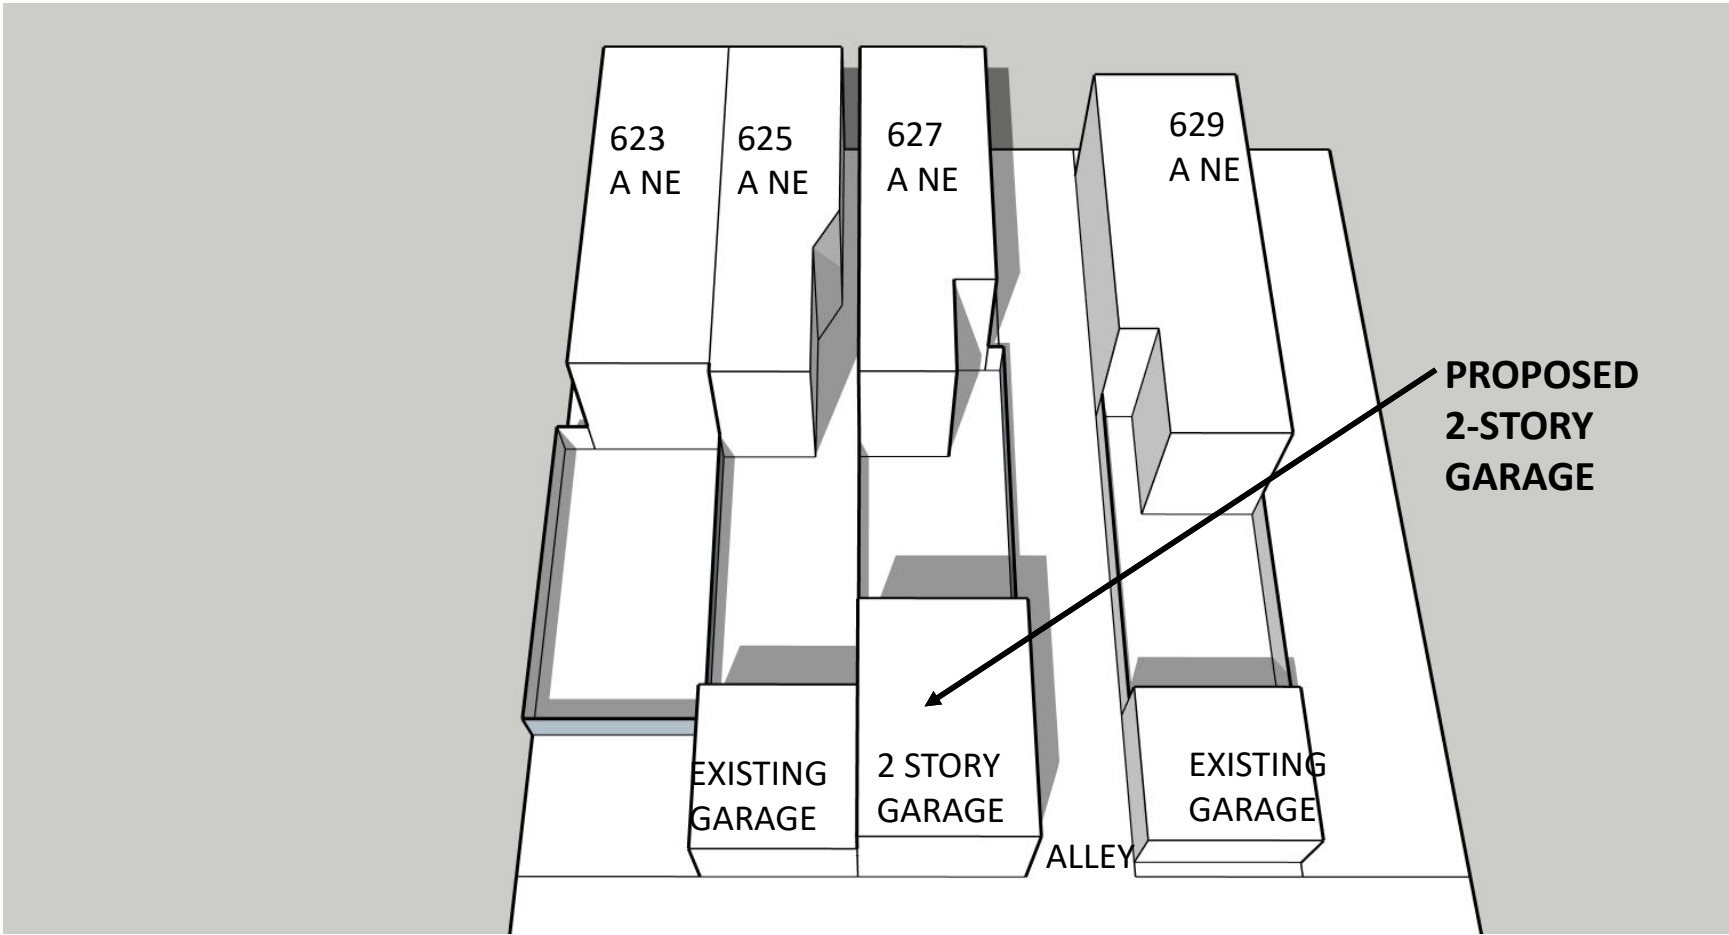 623
A NE
625
A NE
627
A NE
629
A NE
PROPOSED
2-STORY
GARAGE
EXISTING
GARAGE
2 STORY
GARAGE
EXISTING
GARAGE
ALLEY